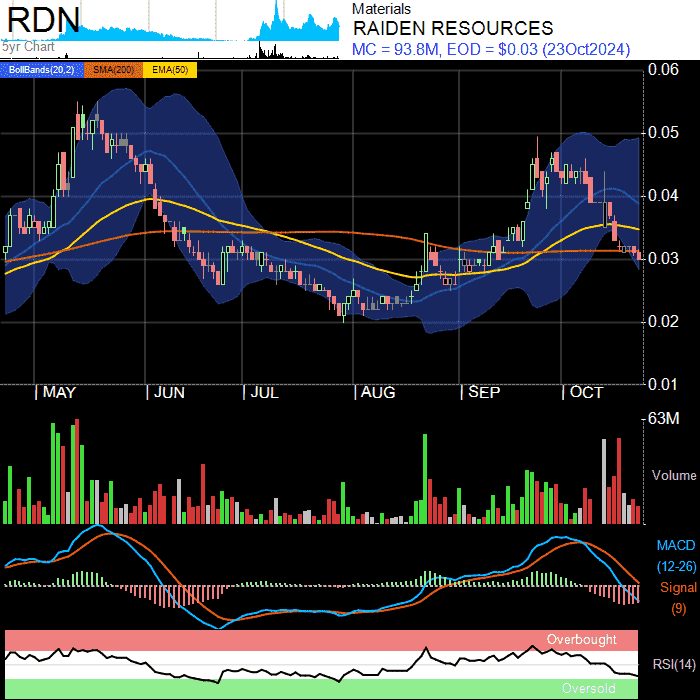 RDN
5yr Chart
Materials
RAIDEN RESOURCES
MC = 93.8M, EOD = $0.03 (23Oct2024)
BollBands(20,2) SMA(200) EMA(50)
0.06
0.05
0.04
0.03
0.02
0.01
| MAY | JUN | JUL | AUG | SEP | OCT
63M
Volume
MACD
(12-26)
Signal
(9)
Overbought
RSI(14)
Oversold